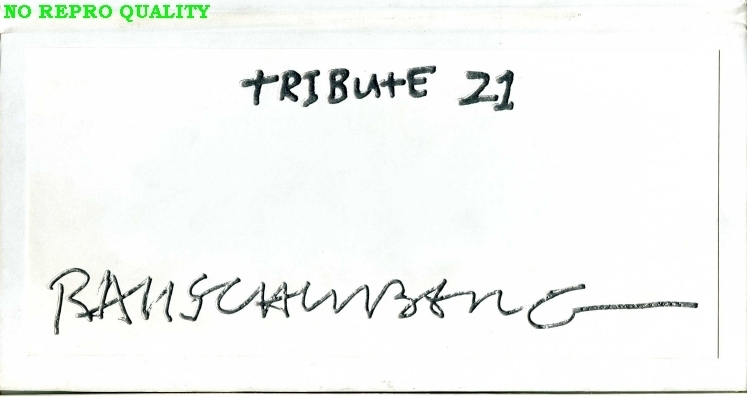 NO REPRO QUALITY
TRIBUTE 21
RAUSCHENBERG